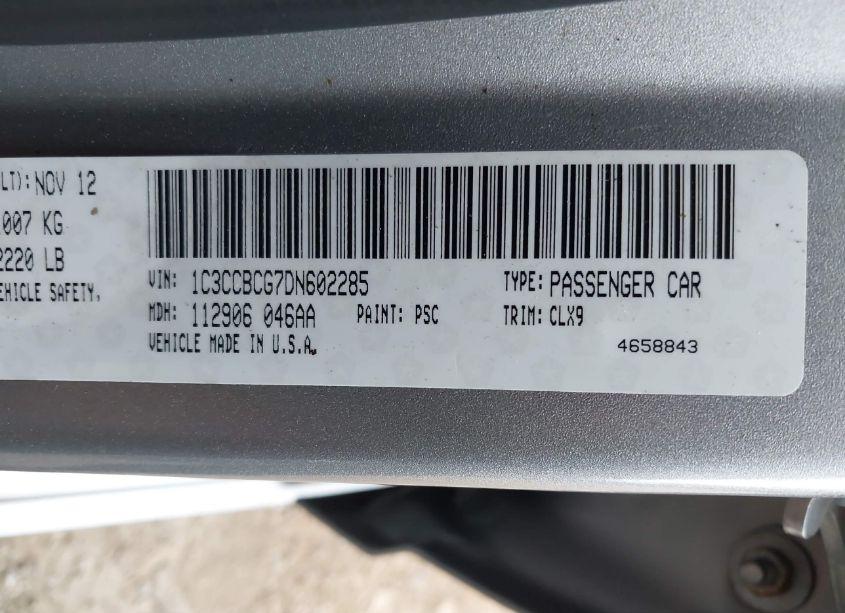 LT): NOV 12
007 KG
2220 LB
EHICLE SAFETY,
VIN: 1C3CCBCG7DN602285
TYPE: PASSENGER CAR
MDH: 112906 046AA
PAINT: PSC
TRIM: CLX9
VEHICLE MADE IN U.S.A.
4658843